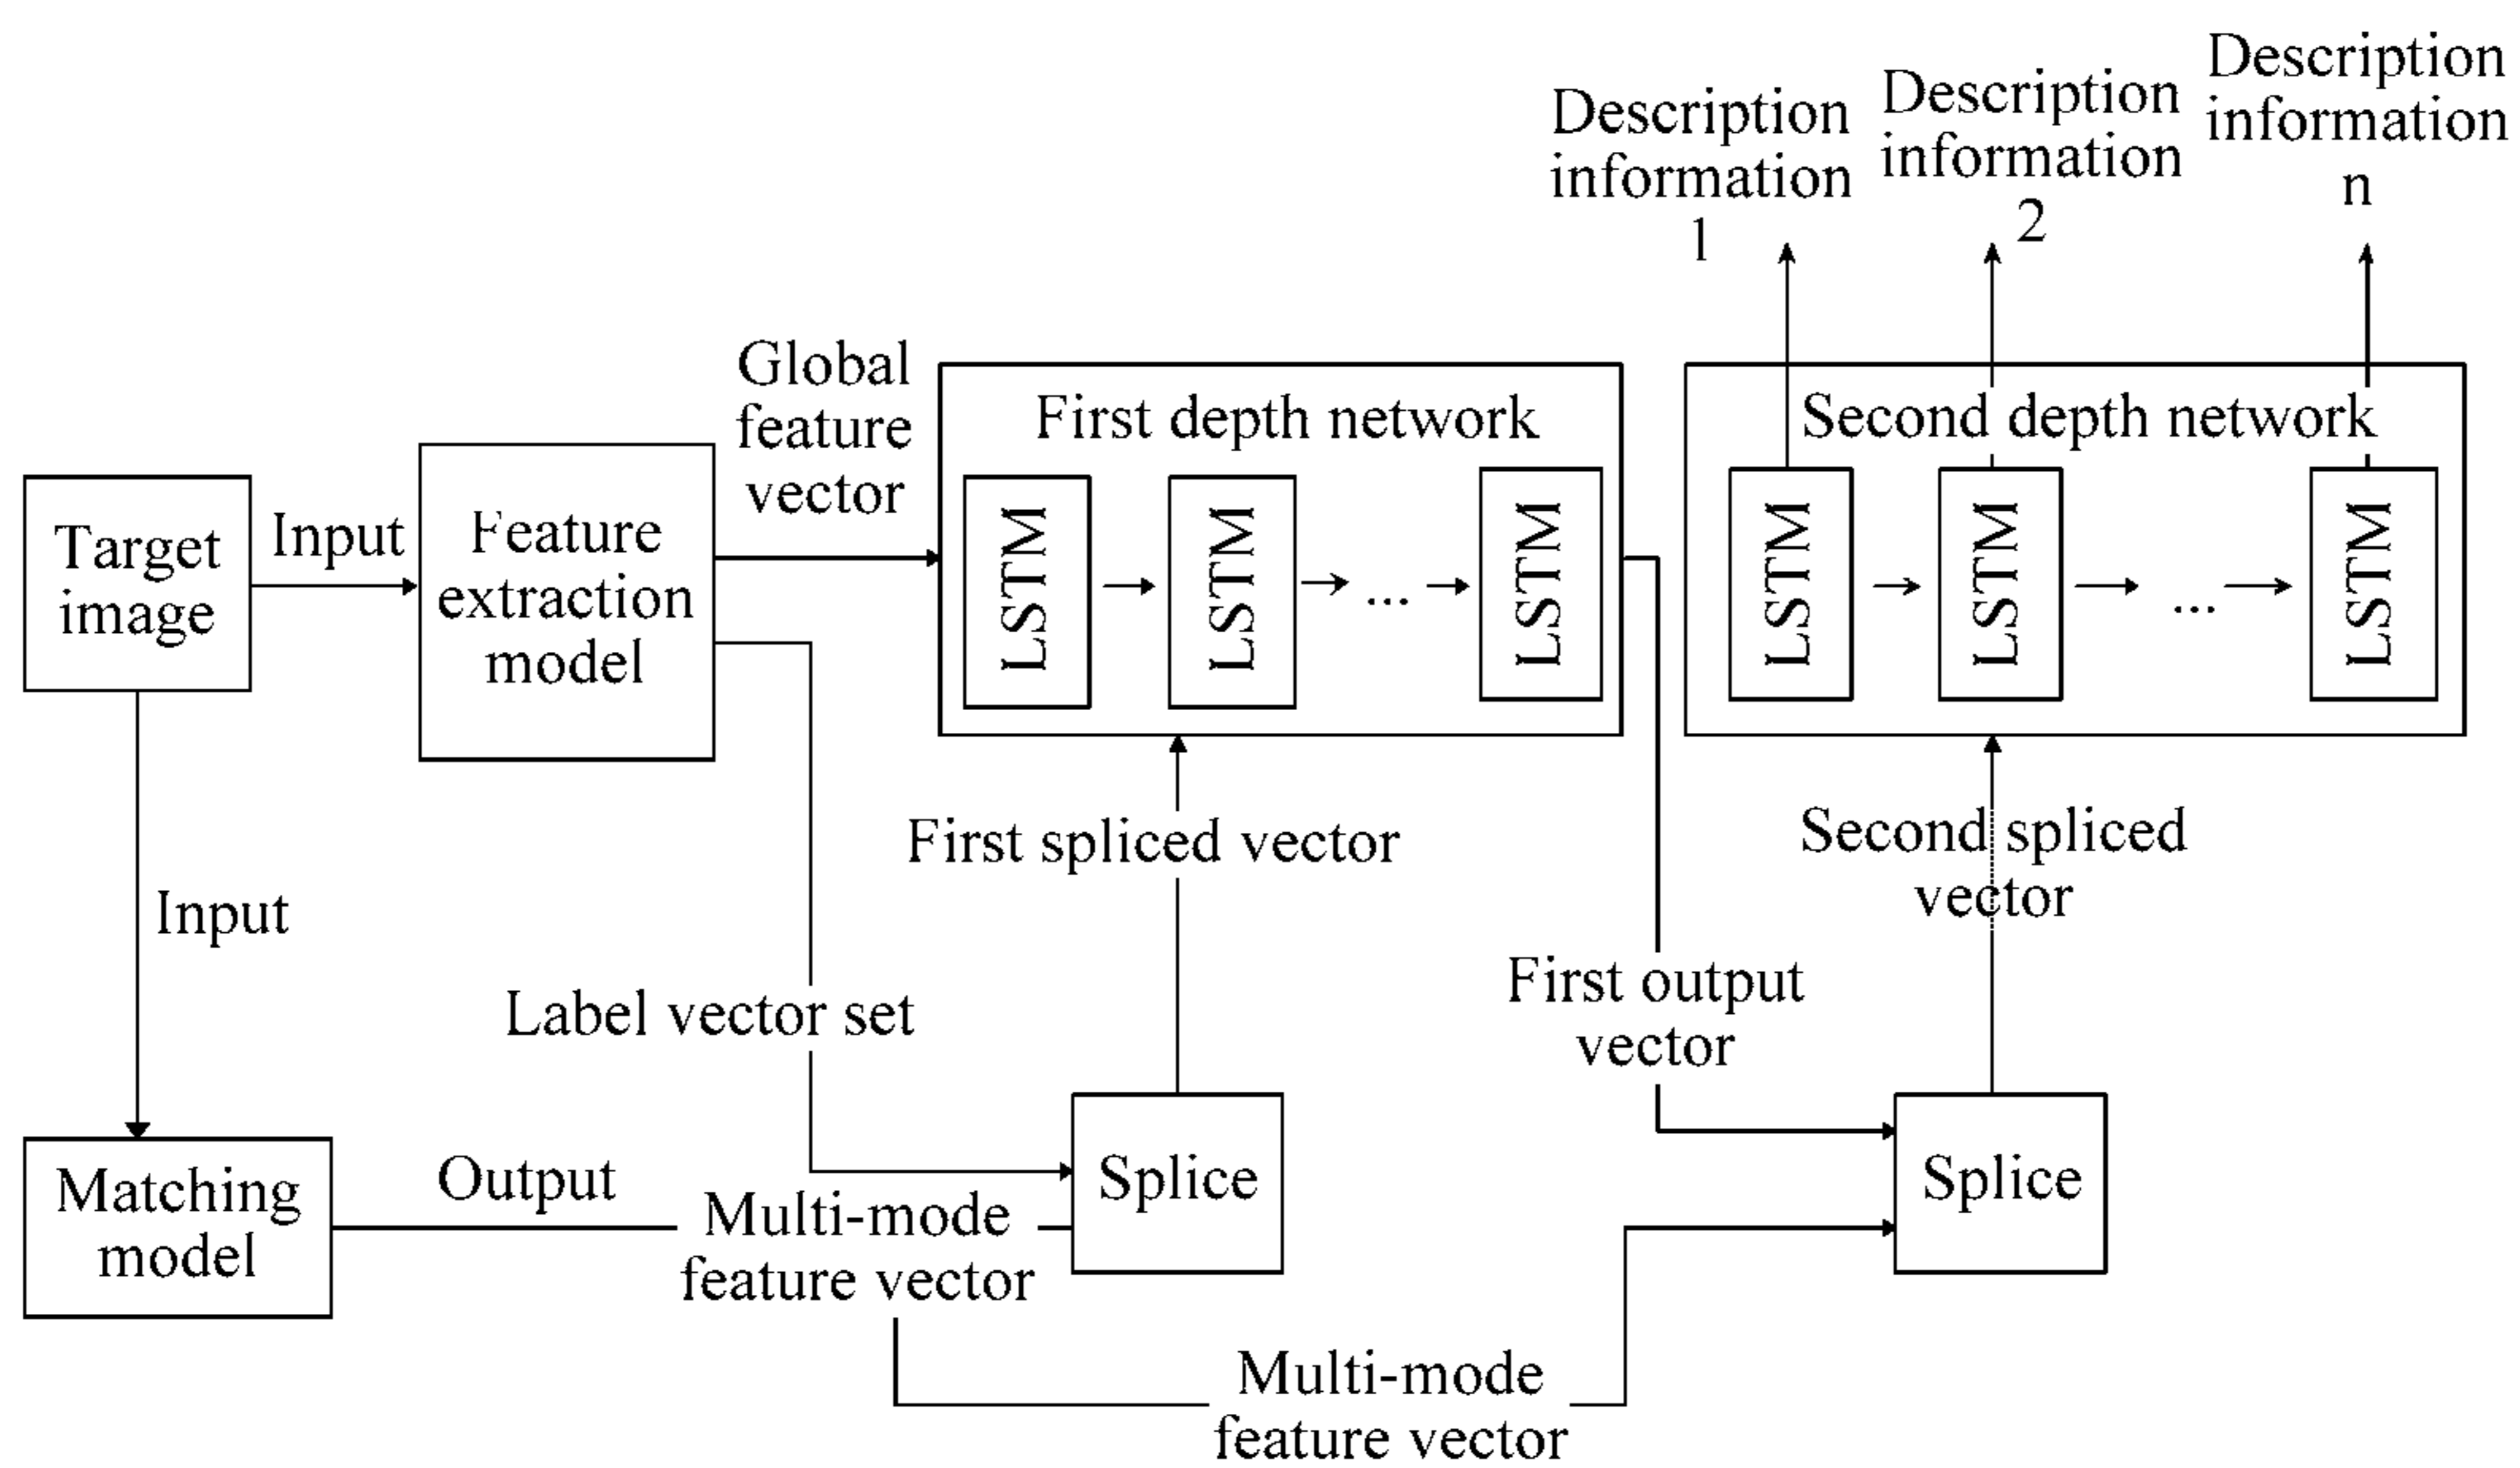 Description
information
1
Description
information
2
Description
information
n
Global
feature
vector
First depth network
Second depth network
Target
image
Input
Feature
extraction
model
LSTM
LSTM
...
LSTM
LSTM
LSTM
...
LSTM
Input
First spliced vector
Second spliced
vector
Label vector set
First output
vector
Matching
model
Output
Multi-mode
feature vector
Splice
Splice
Multi-mode
feature vector